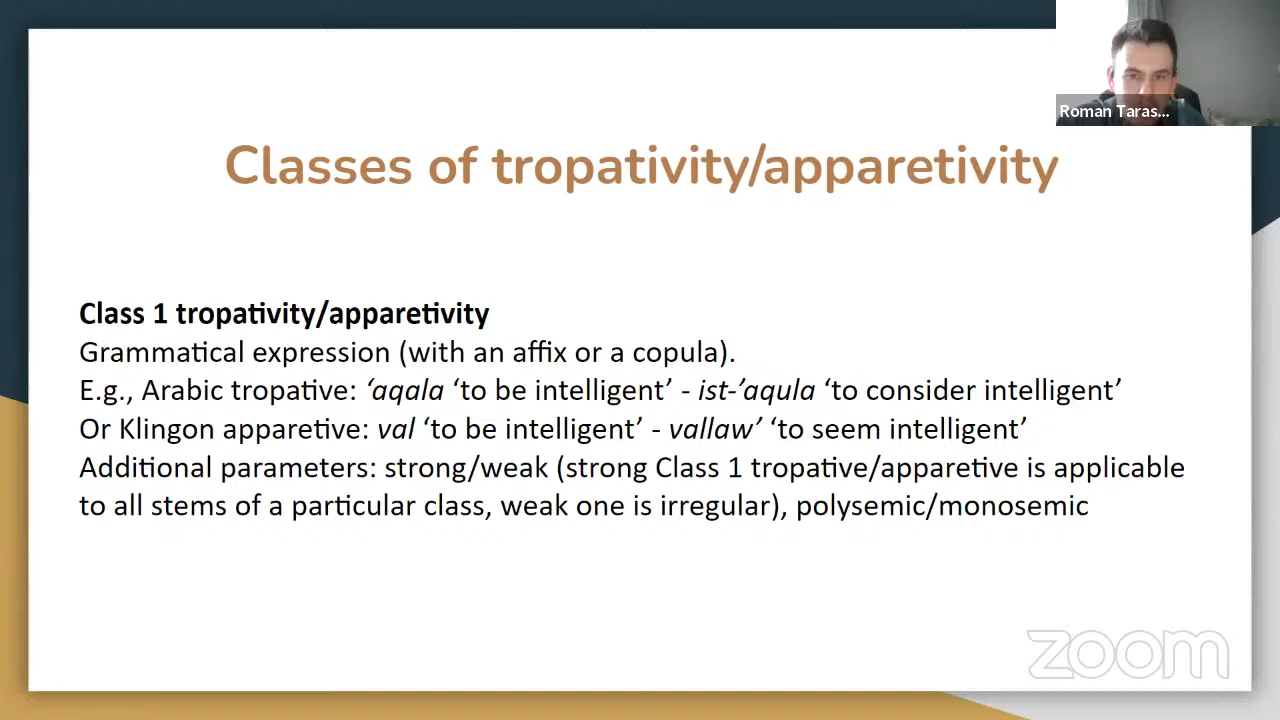 Roman Taras...
Classes of tropativity/apparetivity
Class 1 tropativity/apparetivity
Grammatical expression (with an affix or a copula).
E.g., Arabic tropative: ‘aqala ‘to be intelligent’ - ist-’aqula ‘to consider intelligent’
Or Klingon apparetive: val ‘to be intelligent’ - vallaw’ ‘to seem intelligent’
Additional parameters: strong/weak (strong Class 1 tropative/apparetive is applicable
to all stems of a particular class, weak one is irregular), polysemic/monosemic
zoom